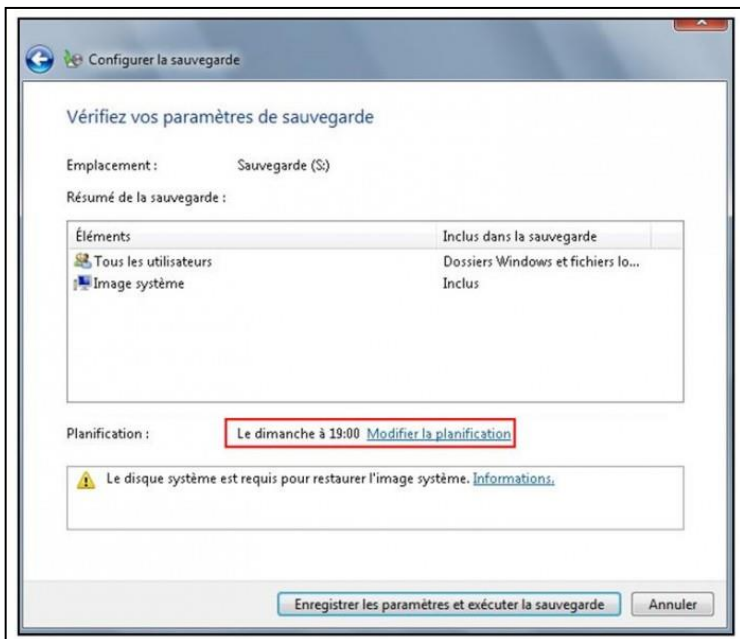 Configurer la sauvegarde
Vérifiez vos paramètres de sauvegarde
Emplacement : Sauvegarde (S:)
Résumé de la sauvegarde :
Éléments Inclus dans la sauvegarde
Tous les utilisateurs Dossiers Windows et fichiers lo...
Image système Inclus
Planification : Le dimanche à 19:00 Modifier la planification
Le disque système est requis pour restaurer l'image système. Informations.
Enregistrer les paramètres et exécuter la sauvegarde Annuler